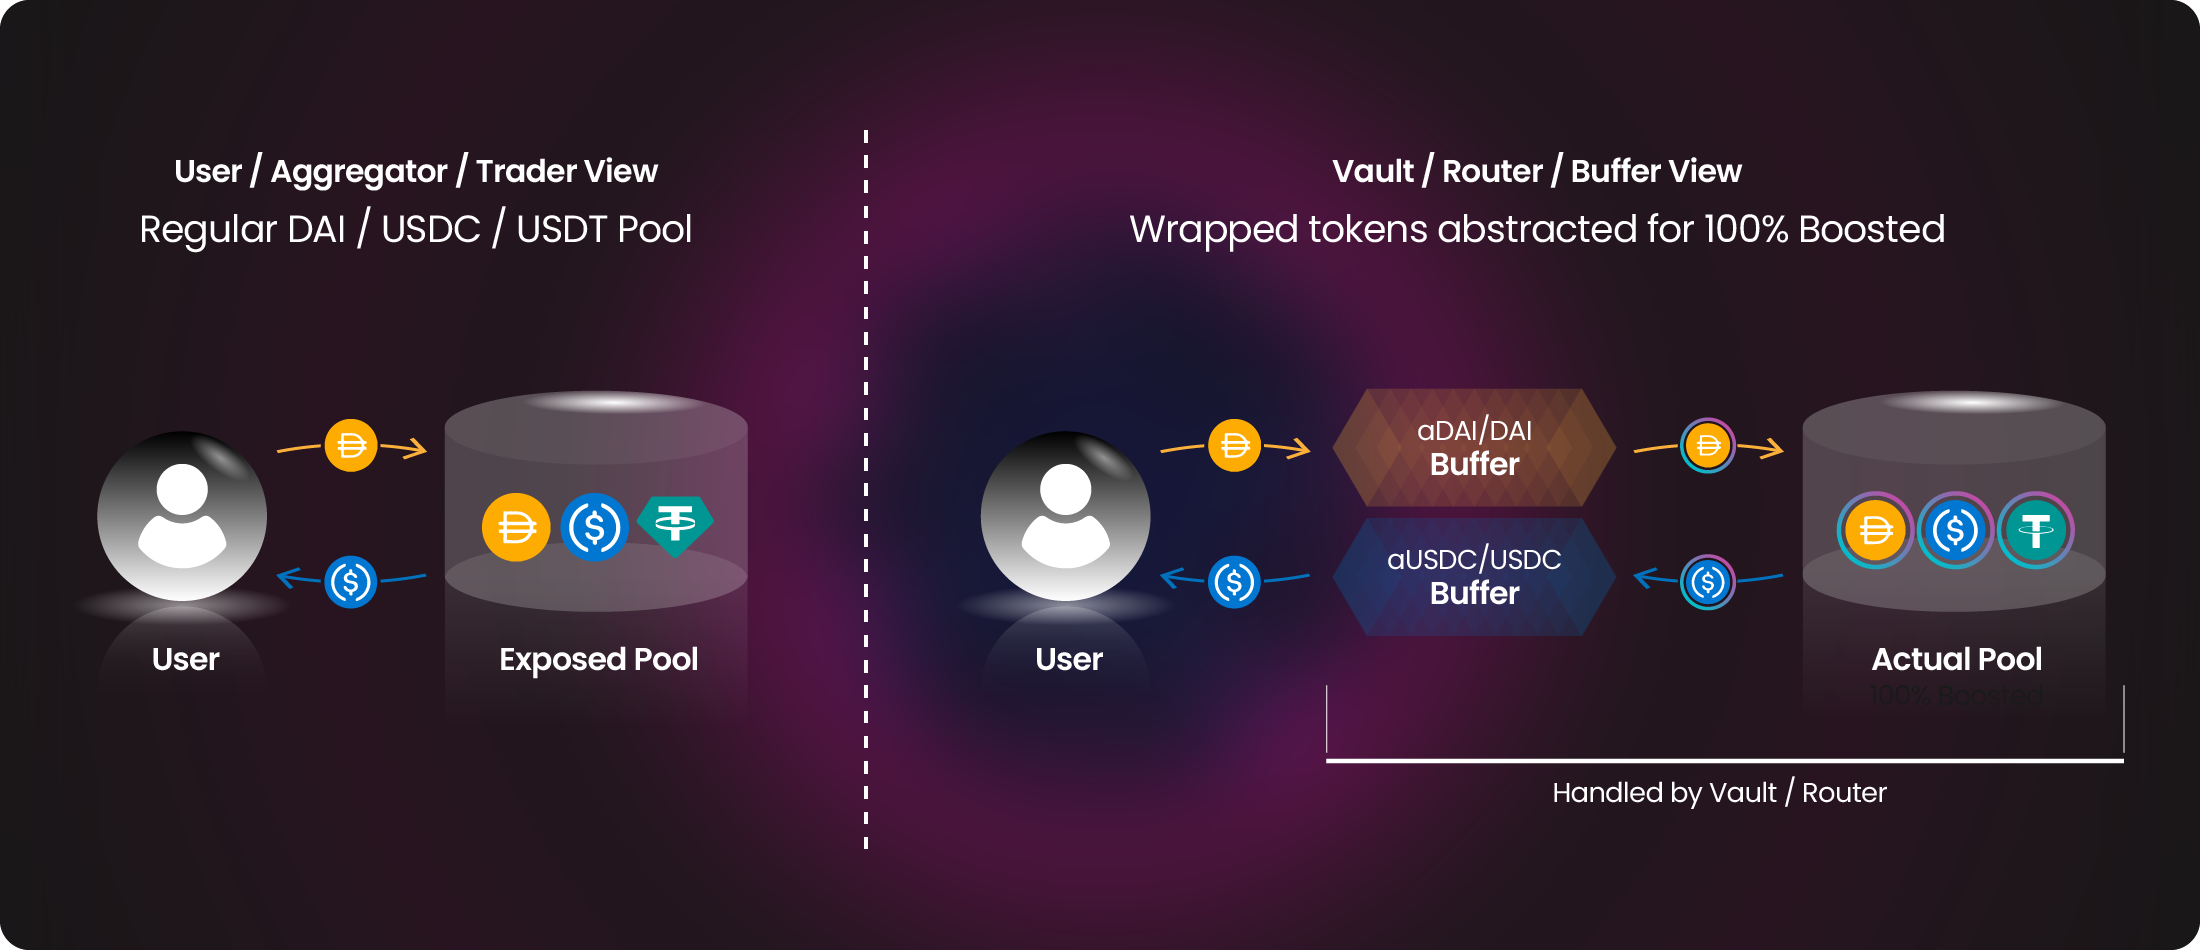 User / Aggregator / Trader View
Regular DAI / USDC / USDT Pool
User
Exposed Pool
Vault / Router / Buffer View
Wrapped tokens abstracted for 100% Boosted
aDAI/DAI
Buffer
aUSDC/USDC
Buffer
User
Actual Pool
100% Boosted
Handled by Vault / Router